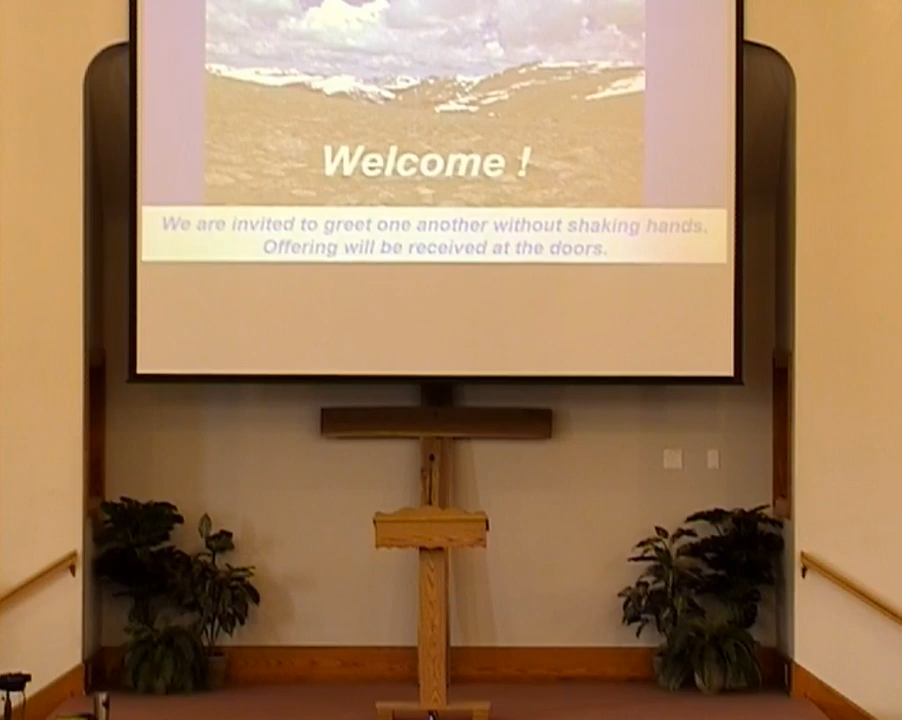 Welcome !
We are invited to greet one another without shaking hands.
Offering will be received at the doors.